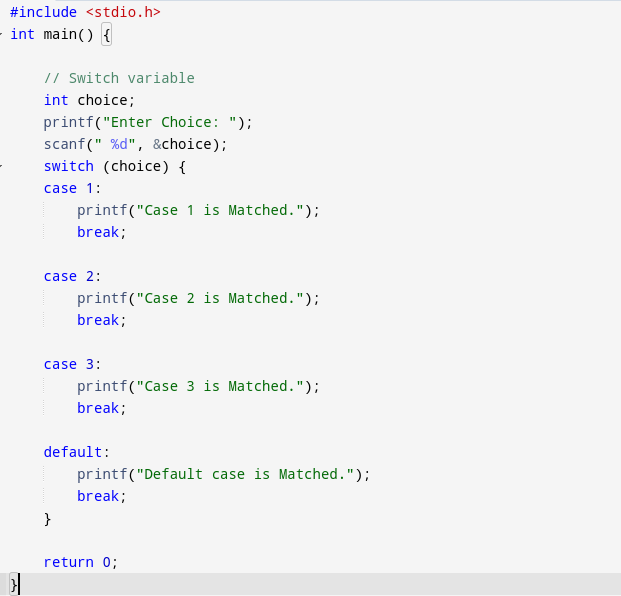 #include <stdio.h>
int main() {
// Switch variable
int choice;
printf("Enter Choice: ");
scanf(" %d", &choice);
switch (choice) {
case 1:
printf("Case 1 is Matched.");
break;
case 2:
printf("Case 2 is Matched.");
break;
case 3:
printf("Case 3 is Matched.");
break;
default:
printf("Default case is Matched.");
break;
}
return 0;
}